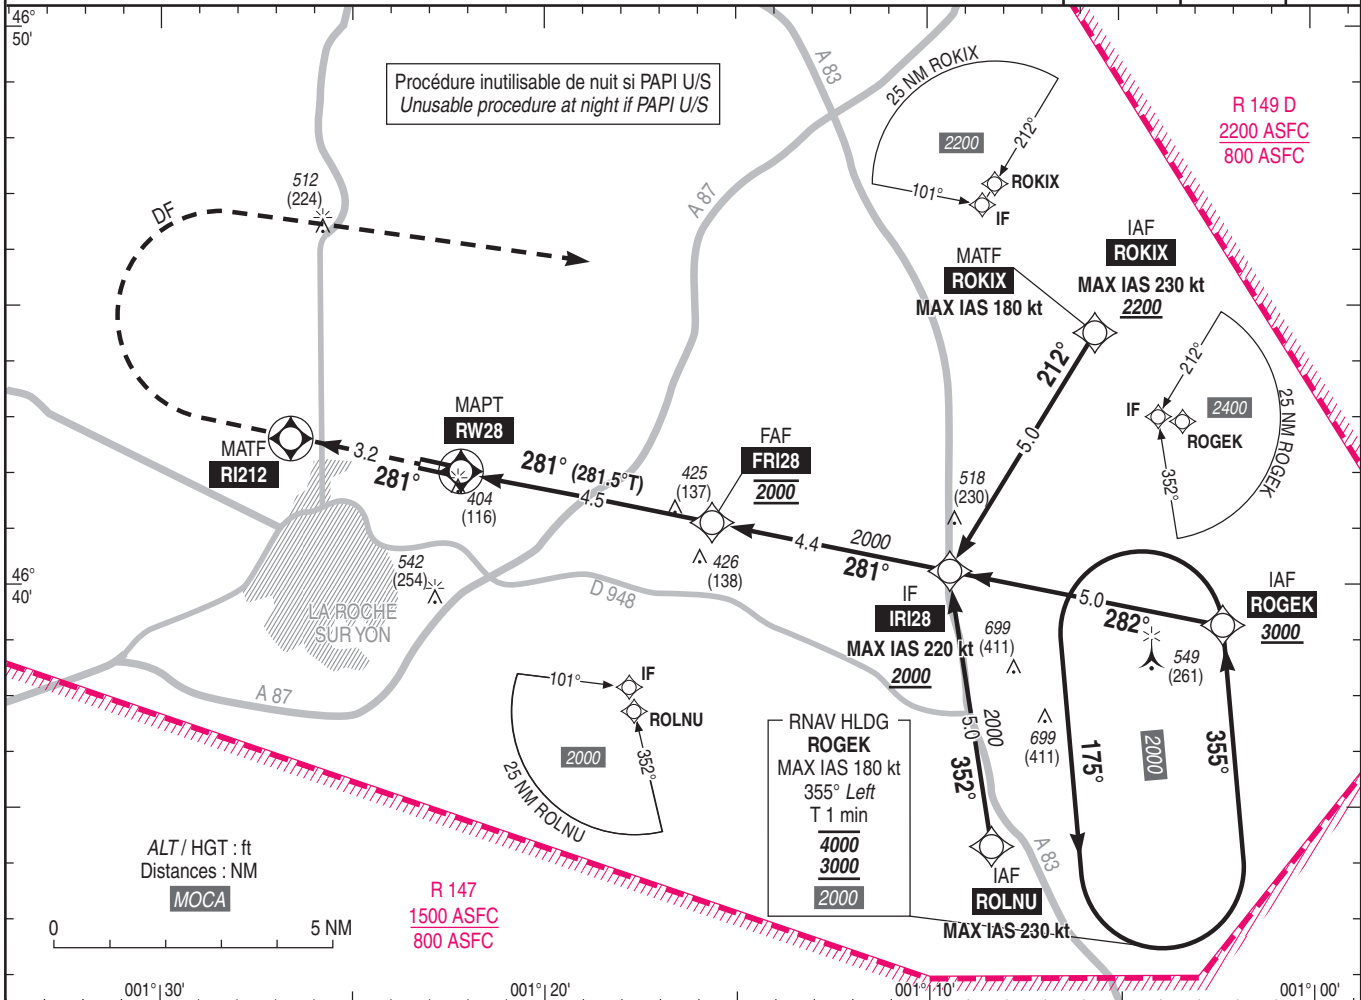 46°
50'
Procédure inutilisable de nuit si PAPI U/S
Unusable procedure at night if PAPI U/S
A 83
25 NM ROKIX
212°
2200
101°
ROKIX
IF
R 149 D
2200 ASFC
800 ASFC
512
(224)
DF
A 87
IAF
ROKIX
MAX IAS 230 kt
2200
MATF
ROKIX
MAX IAS 180 kt
212°
5.0
212°
IF
2400
ROGEK
352°
25 NM ROGEK
MAPT
RW28
MATF
RI212
3.2
281°
404
(116)
281° (281.5°T)
4.5
425
(137)
FAF
FRI28
2000
426
(138)
518
(230)
4.4
2000
281°
46°
40'
542
(254)
LA ROCHE
SUR YON
D 948
IF
IRI28
MAX IAS 220 kt
2000
699
(411)
5.0
282°
IAF
ROGEK
3000
549
(261)
A 87
101°
IF
ROLNU
2000
352°
25 NM ROLNU
RNAV HLDG
ROGEK
MAX IAS 180 kt
355° Left
T 1 min
4000
3000
2000
5.0
2000
352°
699
(411)
175°
2000
355°
ALT / HGT : ft
Distances : NM
MOCA
0
5 NM
R 147
1500 ASFC
800 ASFC
A 83
IAF
ROLNU
MAX IAS 230 kt
001°30'
001°20'
001°10'
001°00'